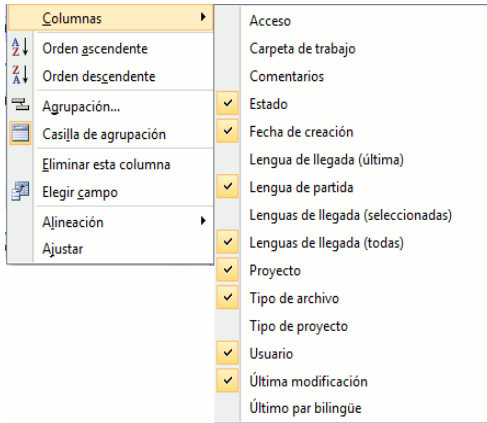 Columnas
Orden ascendente
Orden descendente
Agrupación...
Casilla de agrupación
Eliminar esta columna
Elegir campo
Alineación
Ajustar
Acceso
Carpeta de trabajo
Comentarios
Estado
Fecha de creación
Lengua de llegada (última)
Lengua de partida
Lenguas de llegada (seleccionadas)
Lenguas de llegada (todas)
Proyecto
Tipo de archivo
Tipo de proyecto
Usuario
Última modificación
Último par bilingüe